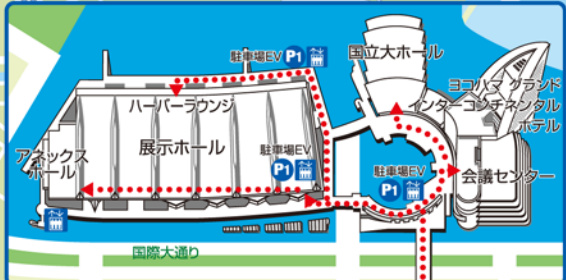 駐車場EV P1
国立大ホール
ヨコハマ グランド
インターコンチネンタル
ホテル
ハーバーラウンジ
アネックス
ホール
展示ホール
駐車場EV
P1
駐車場EV
P1
会議センター
国際大通り